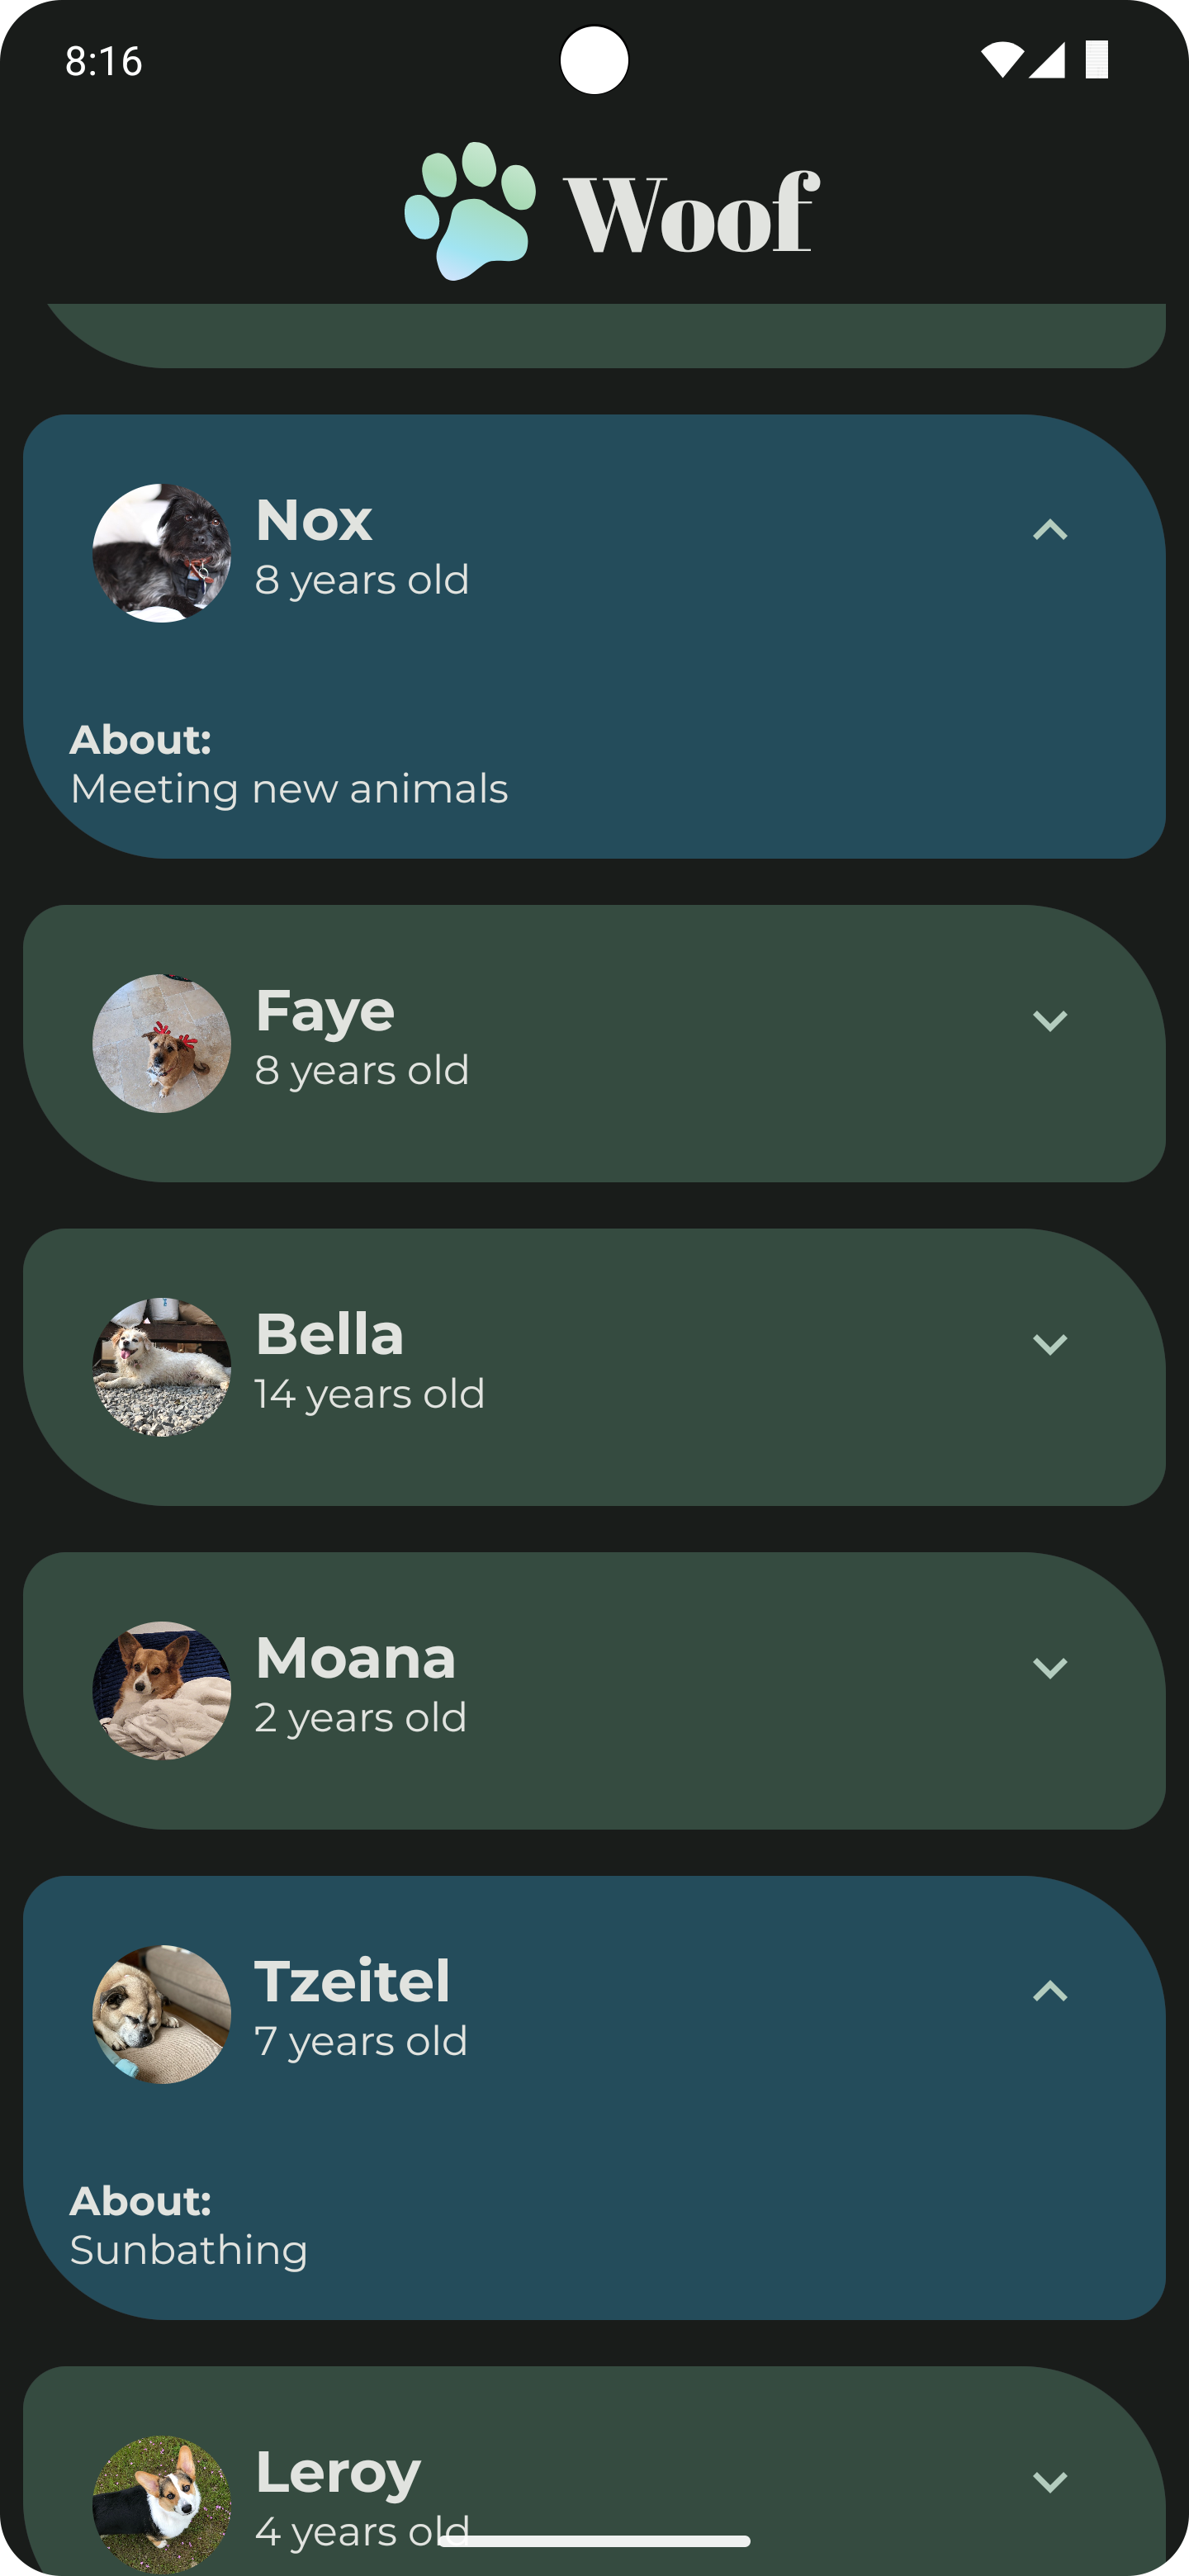 8:16
Woof
Nox
8 years old
About:
Meeting new animals
Faye
8 years old
Bella
14 years old
Moana
2 years old
Tzeitel
7 years old
About:
Sunbathing
Leroy
4 years old